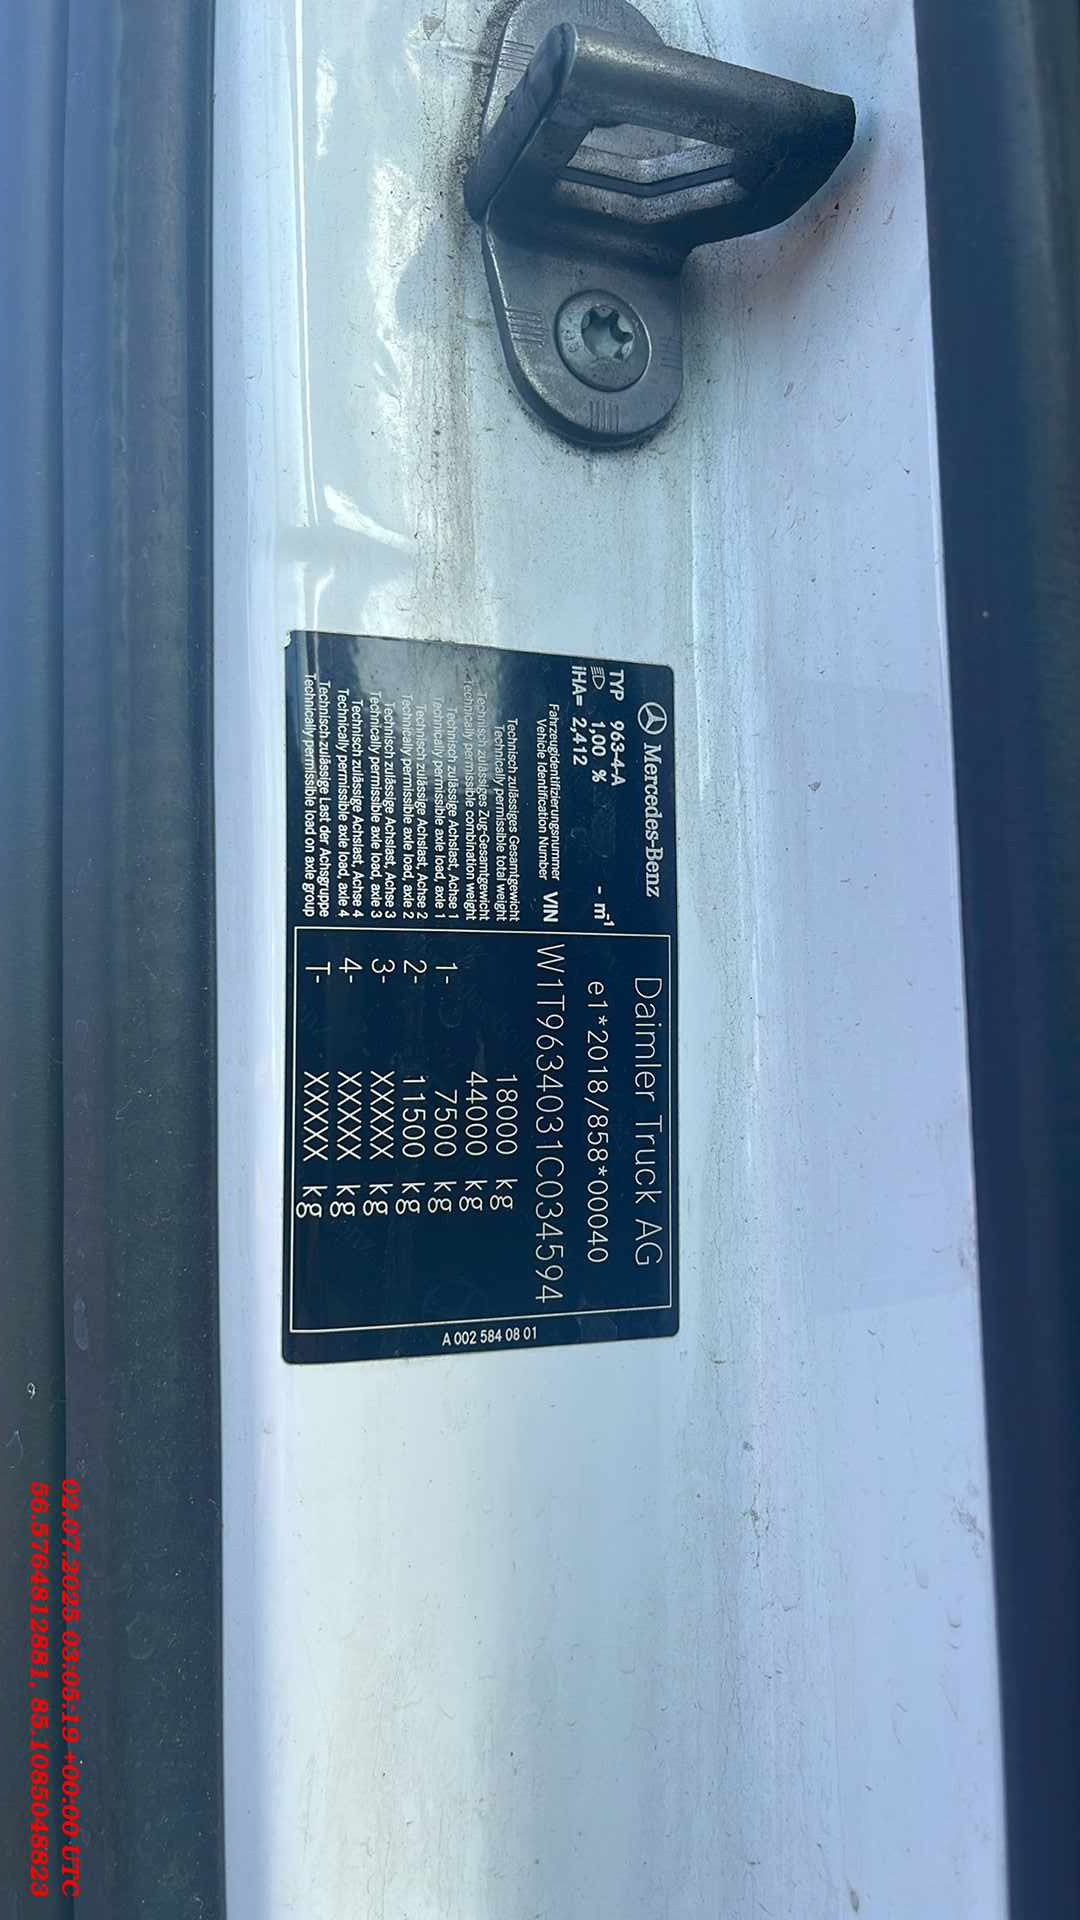 Mercedes-Benz
TYP 963-4-A
1,00 % - m⁻¹
iHA= 2,412
Daimler Truck AG
e1*2018/858*00040
Fahrzeugidentifizierungsnummer
Vehicle Identification Number VIN W1T9634031C034594
Technisch zulässiges Gesamtgewicht
Technically permissible total weight 18000 kg
Technisch zulässiges Zug-Gesamtgewicht
Technically permissible combination weight 44000 kg
Technisch zulässige Achslast, Achse 1
Technically permissible axle load, axle 1 1- 7500 kg
Technisch zulässige Achslast, Achse 2
Technically permissible axle load, axle 2 2- 11500 kg
Technisch zulässige Achslast, Achse 3
Technically permissible axle load, axle 3 3- XXXXX kg
Technisch zulässige Achslast, Achse 4
Technically permissible axle load, axle 4 4- XXXXX kg
Technisch zulässige Last der Achsgruppe
Technically permissible load on axle group T- XXXXX kg
A 002 584 08 01
02.07.2025 03:05:19 +00:00 UTC
56.5764812881, 85.1085048823